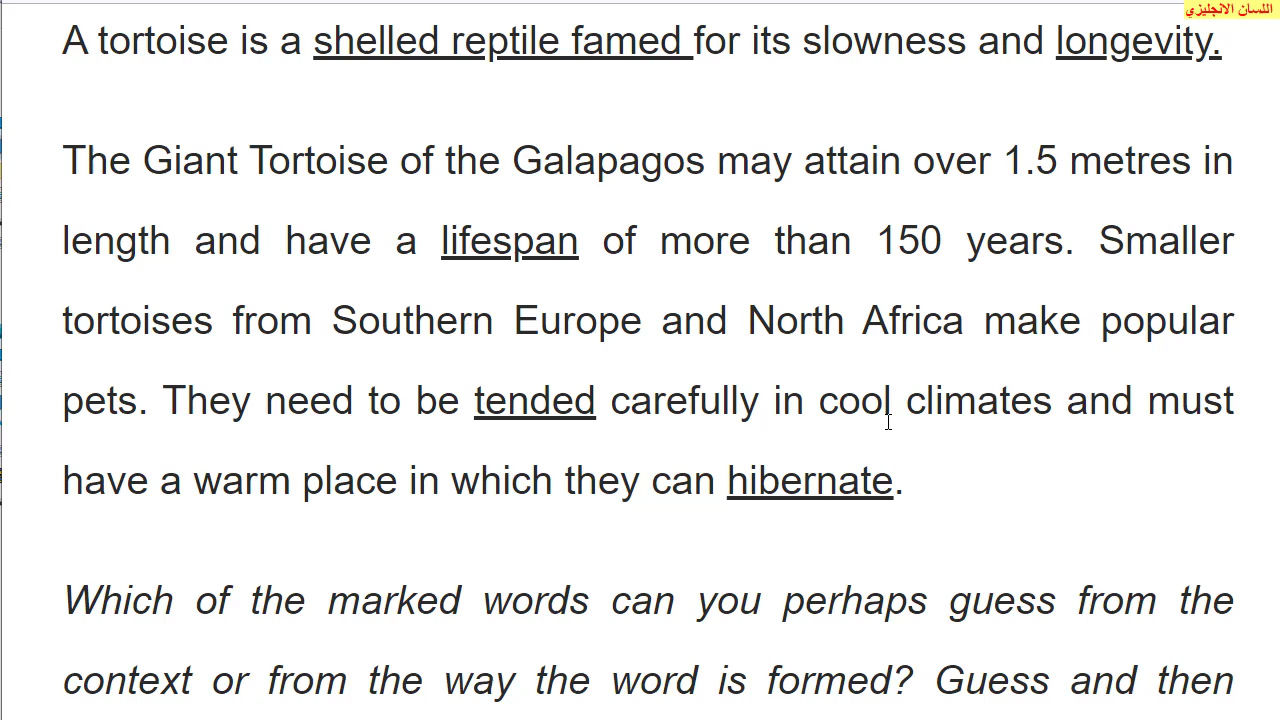 اللسان الانجليزي
A tortoise is a shelled reptile famed for its slowness and longevity.
The Giant Tortoise of the Galapagos may attain over 1.5 metres in
length and have a lifespan of more than 150 years. Smaller
tortoises from Southern Europe and North Africa make popular
pets. They need to be tended carefully in cool climates and must
have a warm place in which they can hibernate.
Which of the marked words can you perhaps guess from the
context or from the way the word is formed? Guess and then